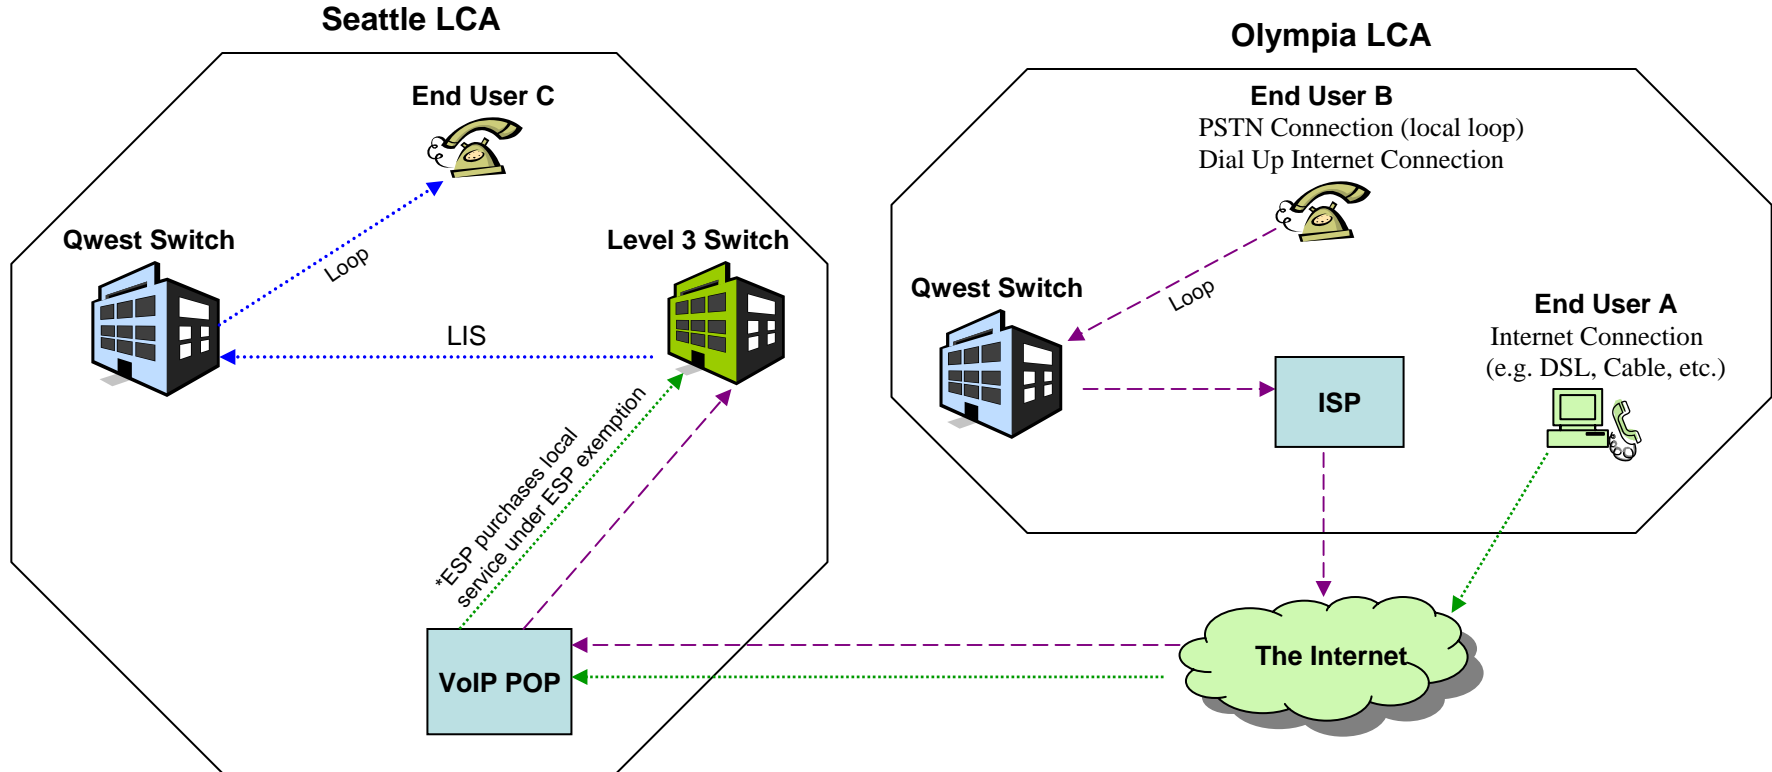 Seattle LCA
Olympia LCA
End User C
End User B
PSTN Connection (local loop)
Dial Up Internet Connection
Qwest Switch
Loop
Level 3 Switch
LIS
Qwest Switch
Loop
End User A
Internet Connection
(e.g. DSL, Cable, etc.)
ISP
*ESP purchases local
service under ESP exemption
VoIP POP
The Internet